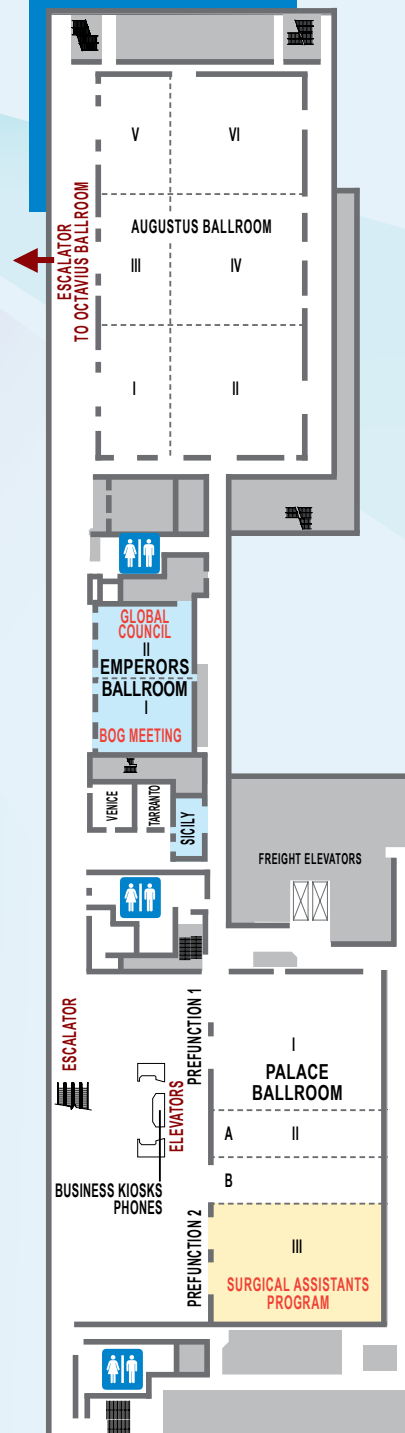 V
VI
ESCALATOR
TO OCTAVIUS BALLROOM
AUGUSTUS BALLROOM
III
IV
I
II
GLOBAL
COUNCIL
II
EMPERORS
BALLROOM
I
BOG MEETING
VENICE
TARRANTO
SICILY
FREIGHT ELEVATORS
ESCALATOR
PREFUNCTION 1
I
PALACE
BALLROOM
ELEVATORS
A
II
B
BUSINESS KIOSKS
PHONES
PREFUNCTION 2
III
SURGICAL ASSISTANTS
PROGRAM